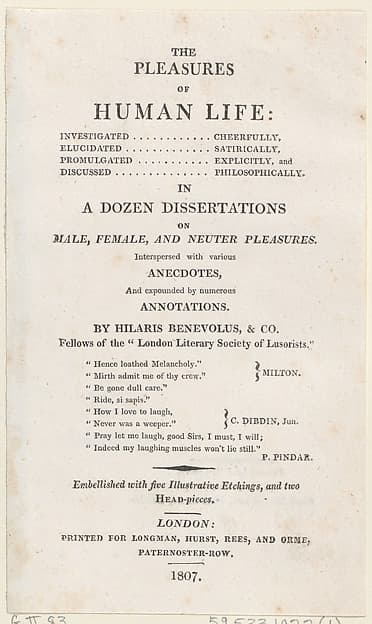 THE
PLEASURES
OF
HUMAN LIFE:
INVESTIGATED . . . . . . . . . . . . CHEERFULLY,
ELUCIDATED . . . . . . . . . . . . . SATIRICALLY,
PROMULGATED . . . . . . . . . . . EXPLICITLY, and
DISCUSSED . . . . . . . . . . . . . . PHILOSOPHICALLY.
IN
A DOZEN DISSERTATIONS
ON
MALE, FEMALE, AND NEUTER PLEASURES.
Interspersed with various
ANECDOTES,
And expounded by numerous
ANNOTATIONS.
BY HILARIS BENEVOLUS, & CO.
Fellows of the “ London Literary Society of Lusorists.”
“ Hence loathed Melancholy.”
“ Mirth admit me of thy crew.” } MILTON.
“ Be gone dull care.”
“ Ride, si sapis.”
“ How I love to laugh,
“ Never was a weeper.” } C. DIBDIN, Jun.
“ Pray let me laugh, good Sirs, I must, I will;
“ Indeed my laughing muscles won't lie still.”
P. PINDAR.
Embellished with five Illustrative Etchings, and two
HEAD-pieces.
LONDON:
PRINTED FOR LONGMAN, HURST, REES, AND ORME,
PATERNOSTER-ROW.
1807.